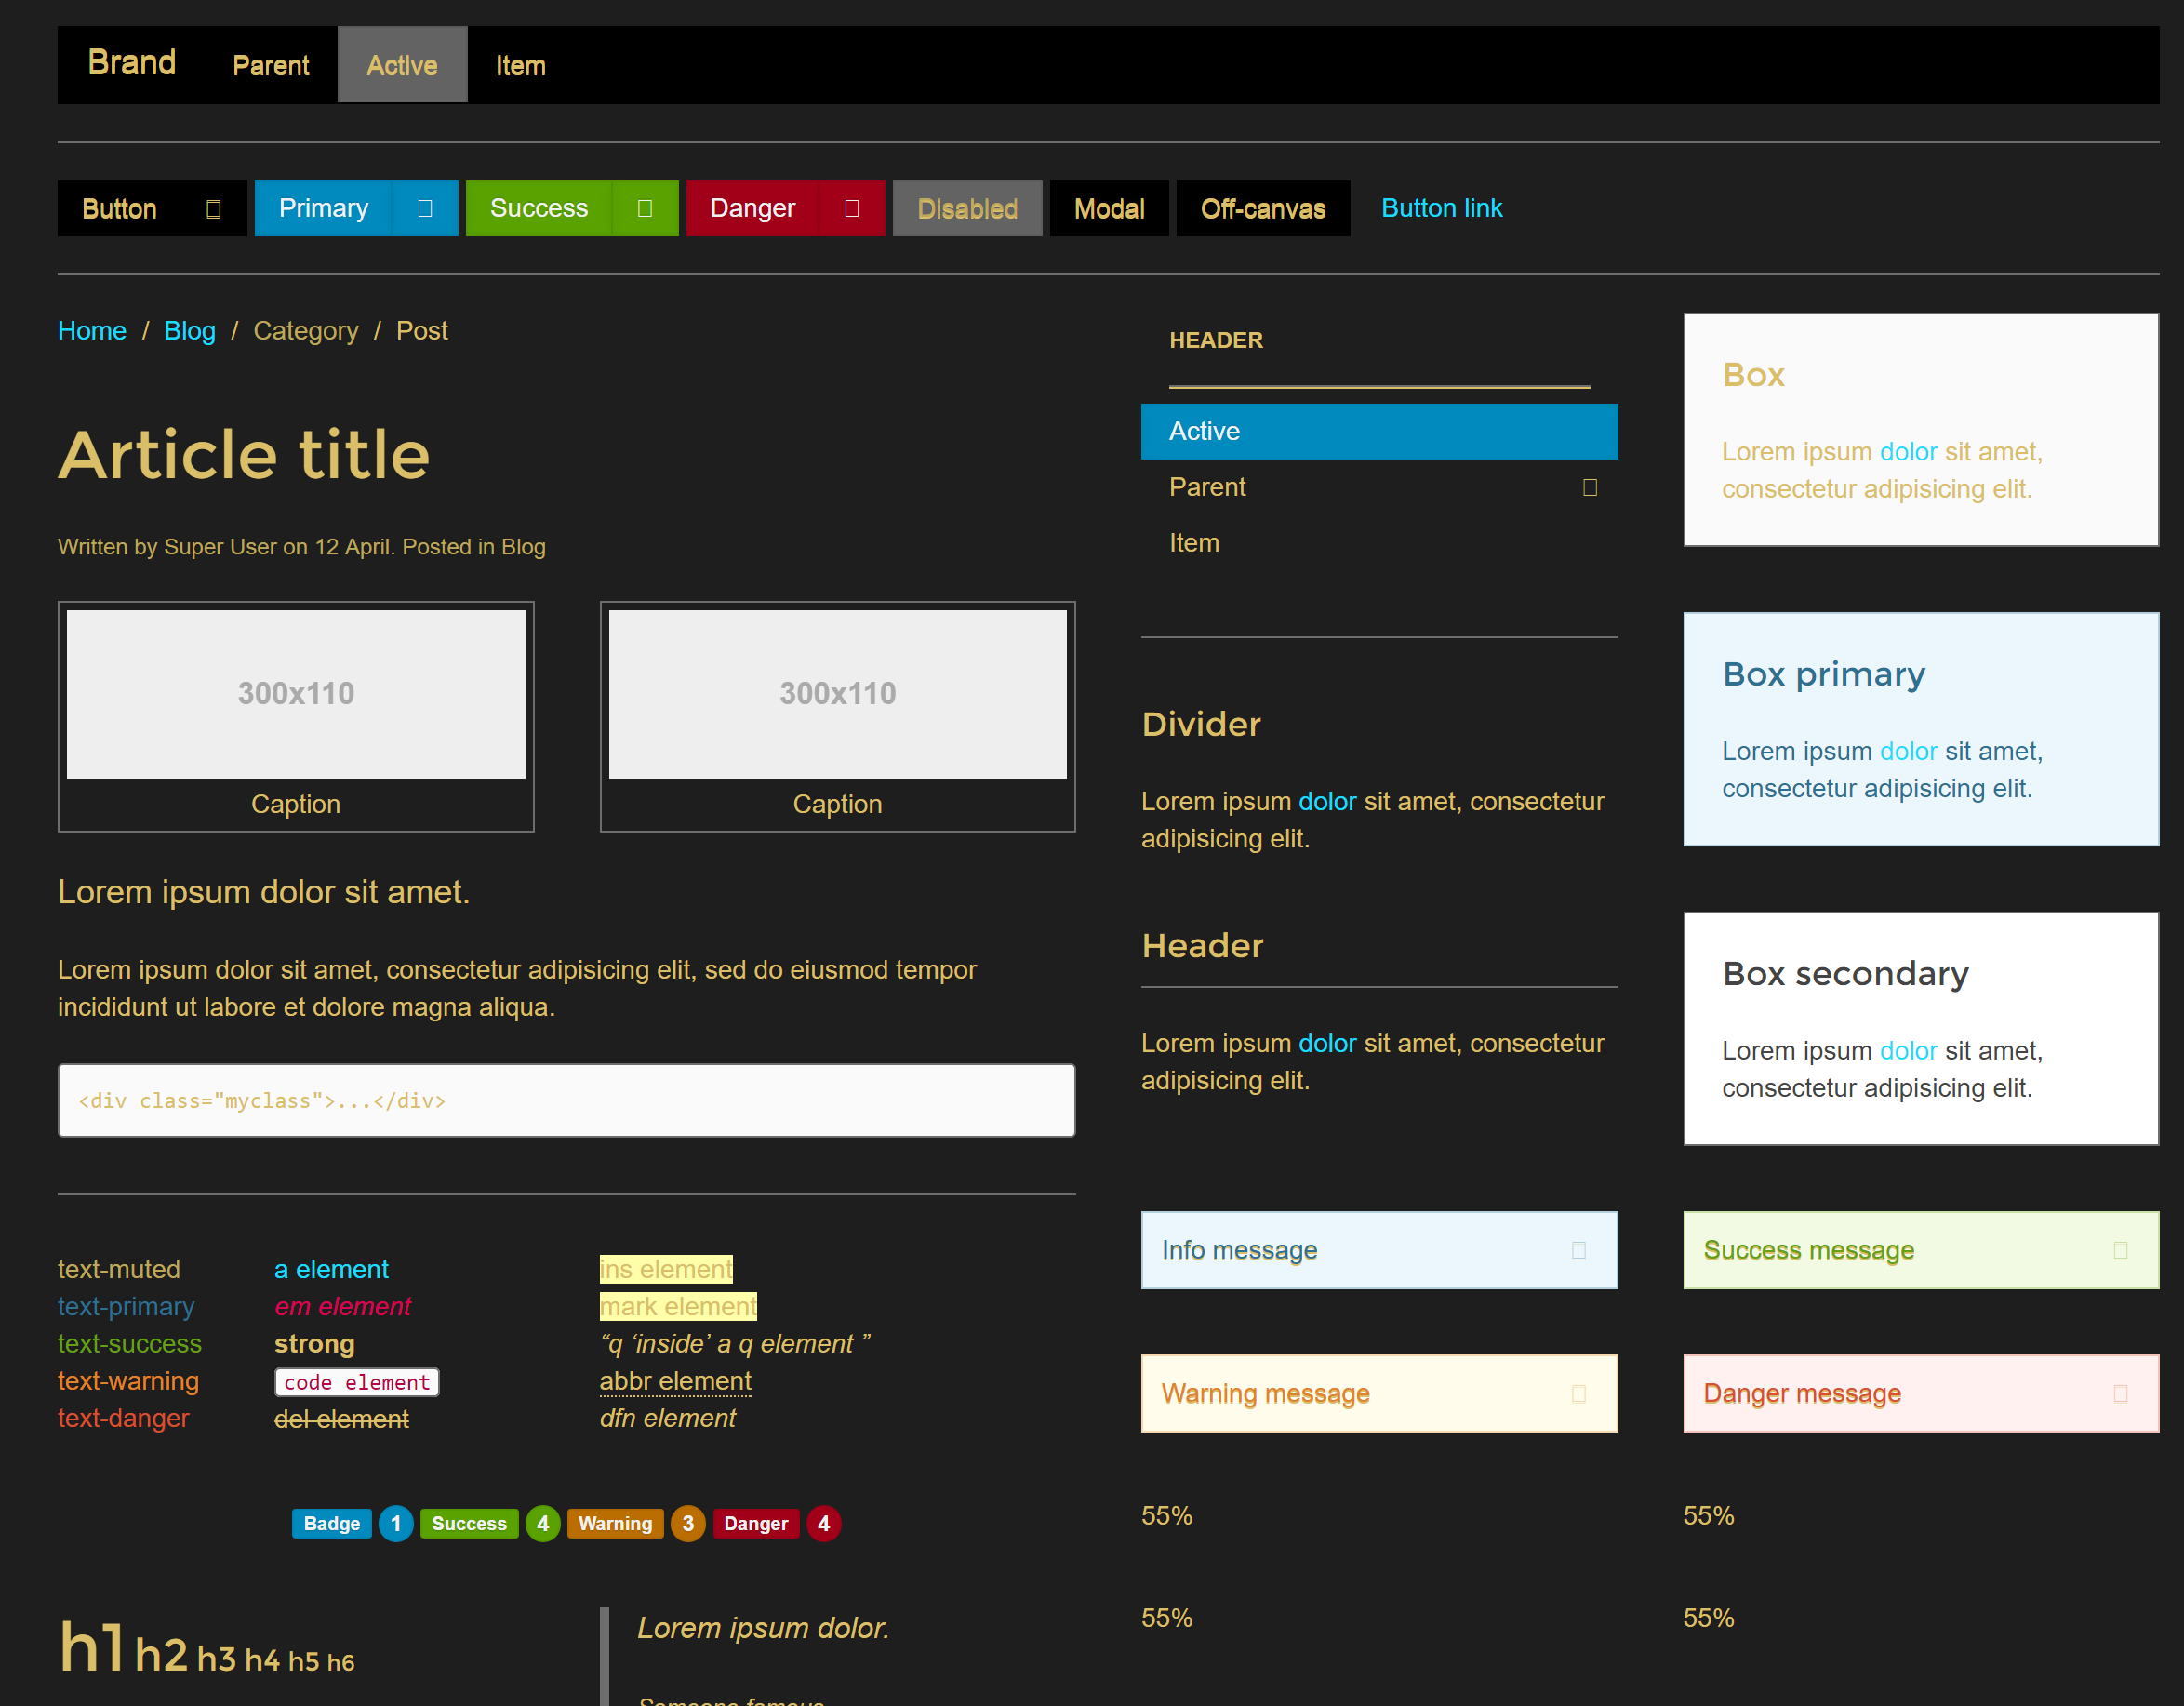 Brand Parent Active Item
Button Primary Success Danger Disabled Modal Off-canvas Button link
Home / Blog / Category / Post
Article title
Written by Super User on 12 April. Posted in Blog
300x110 300x110
Caption Caption
Lorem ipsum dolor sit amet.
Lorem ipsum dolor sit amet, consectetur adipisicing elit, sed do eiusmod tempor
incididunt ut labore et dolore magna aliqua.
<div class="myclass">...</div>
text-muted
text-primary
text-success
text-warning
text-danger
a element
em element
strong
code element
del element
ins element
mark element
“q ‘inside’ a q element ”
abbr element
dfn element
Badge 1 Success 4 Warning 3 Danger 4
h1 h2 h3 h4 h5 h6
Lorem ipsum dolor.
Someone famous
HEADER
Active
Parent
Item
Divider
Lorem ipsum dolor sit amet, consectetur
adipisicing elit.
Header
Lorem ipsum dolor sit amet, consectetur
adipisicing elit.
Box
Lorem ipsum dolor sit amet,
consectetur adipisicing elit.
Box primary
Lorem ipsum dolor sit amet,
consectetur adipisicing elit.
Box secondary
Lorem ipsum dolor sit amet,
consectetur adipisicing elit.
Info message
Success message
Warning message
Danger message
55% 55%
55% 55%